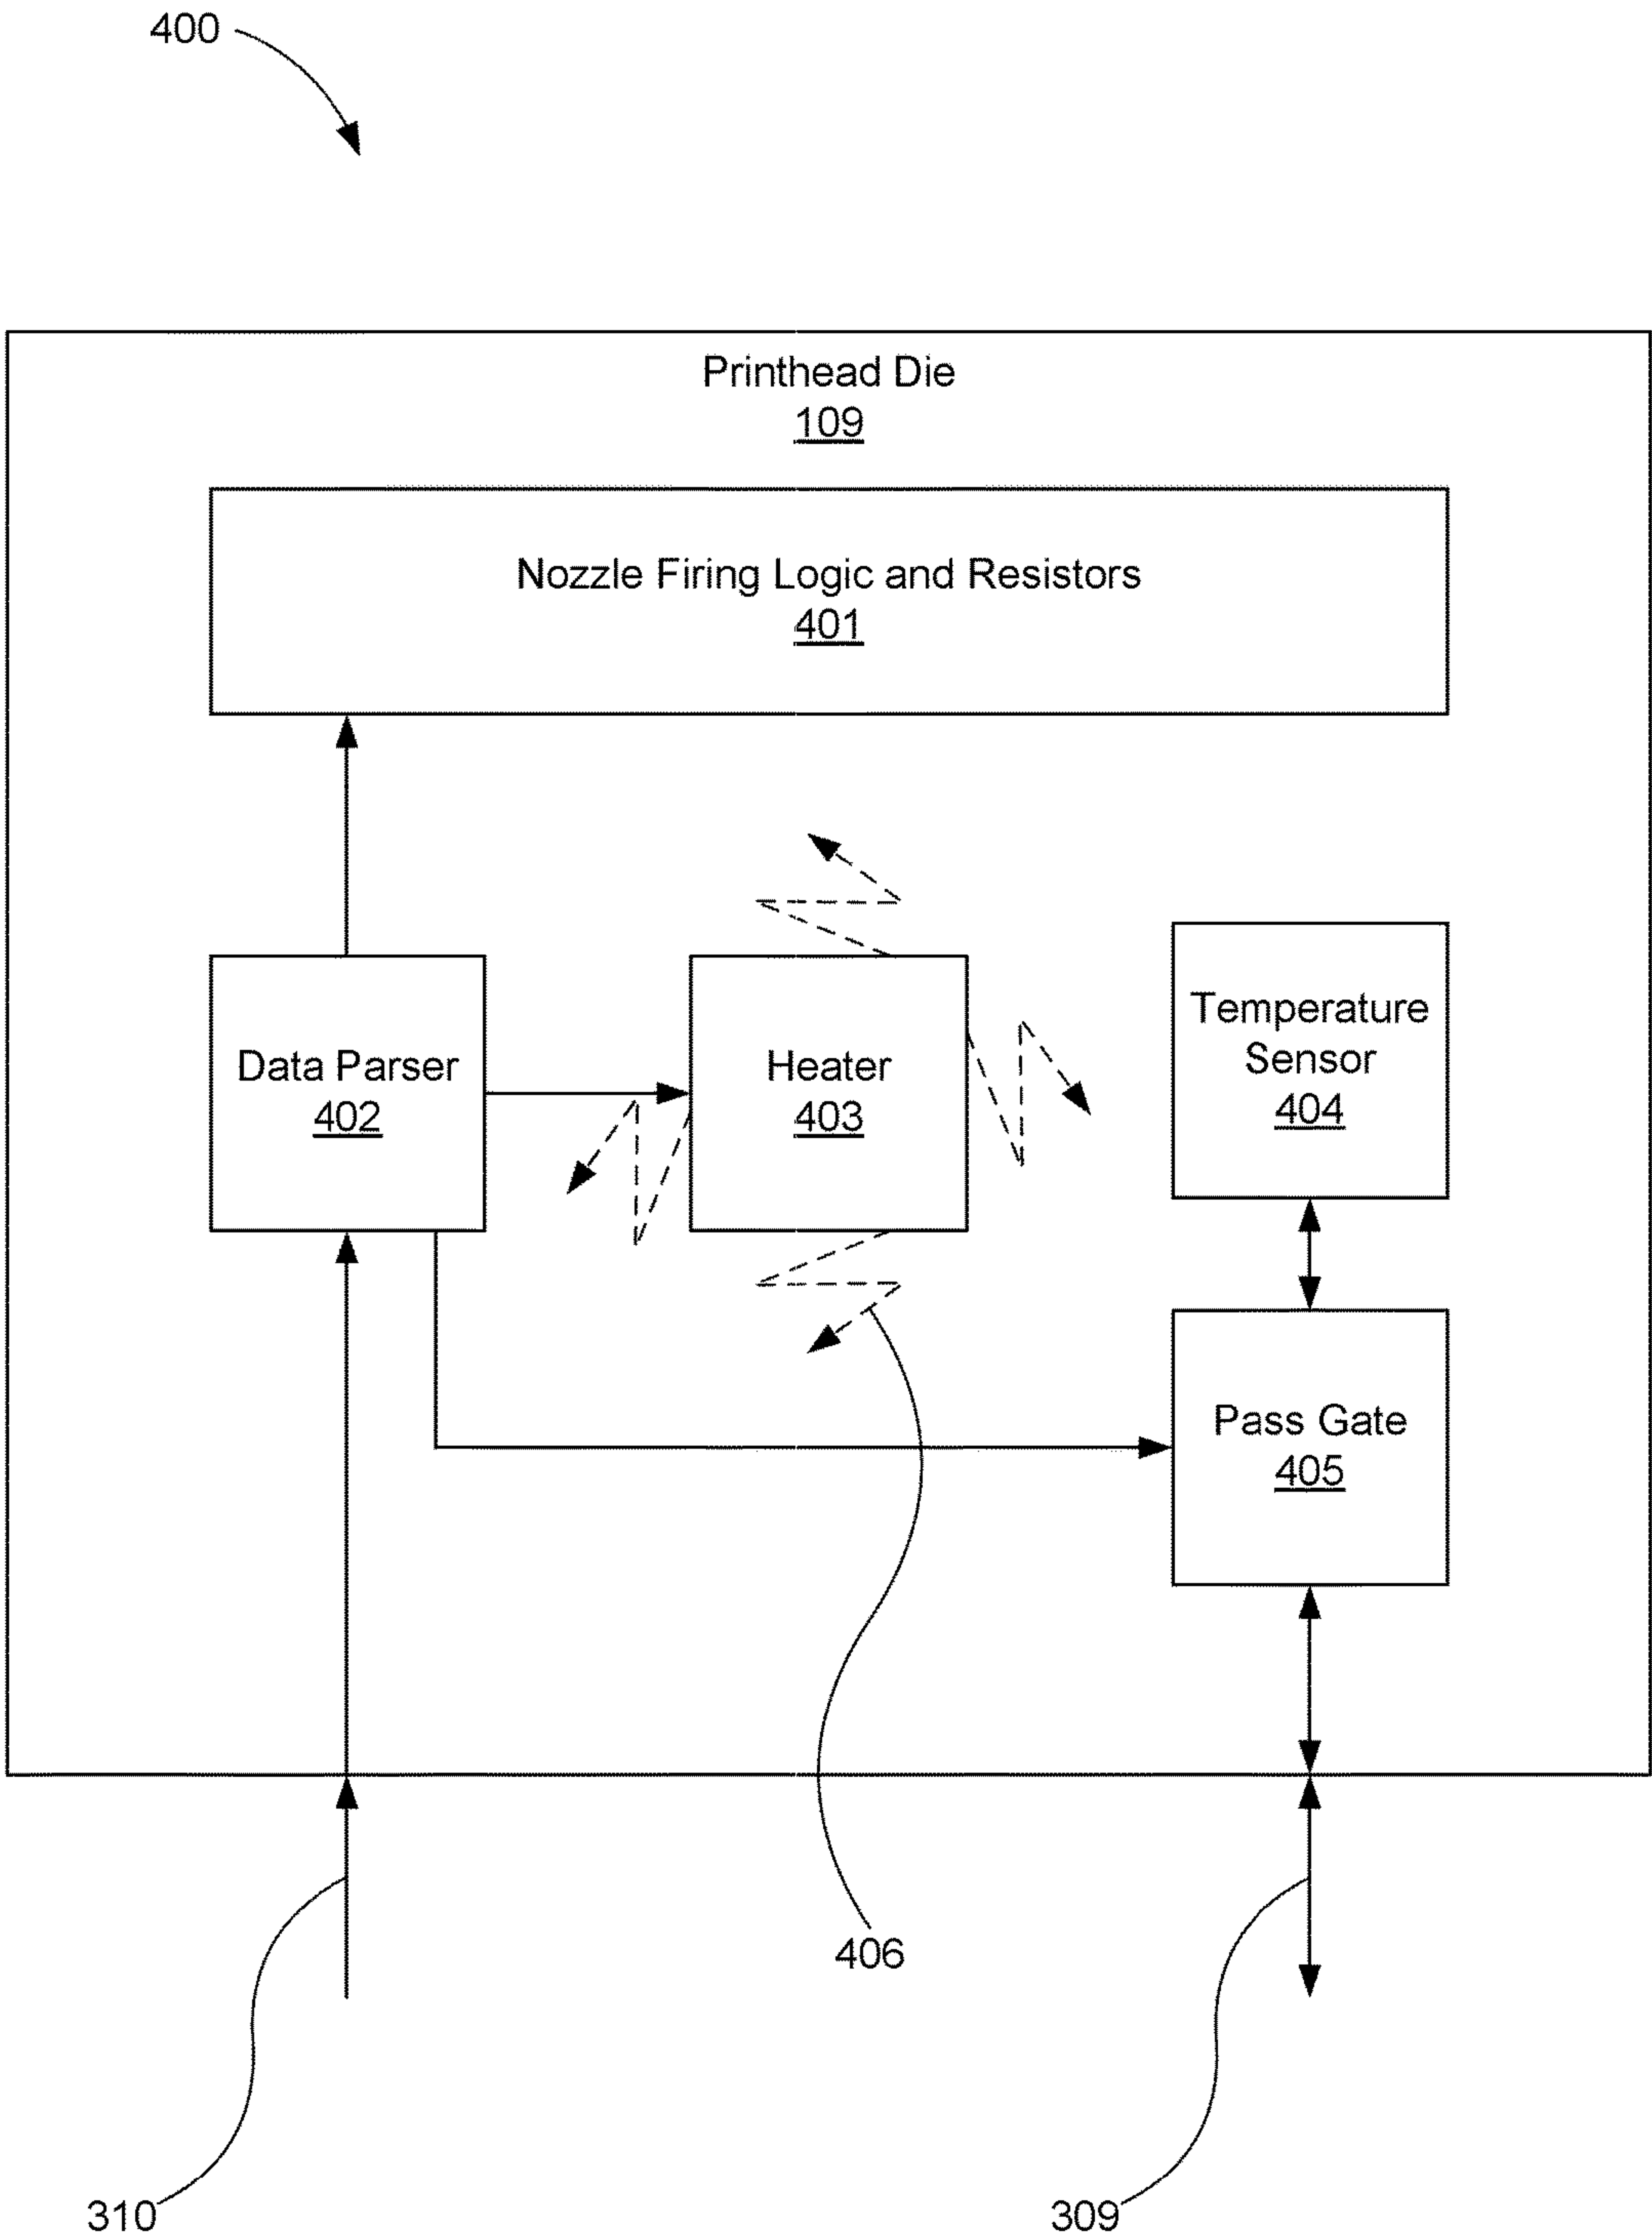 400
Printhead Die
109
Nozzle Firing Logic and Resistors
401
Data Parser
402
Heater
403
Temperature
Sensor
404
Pass Gate
405
406
310
309